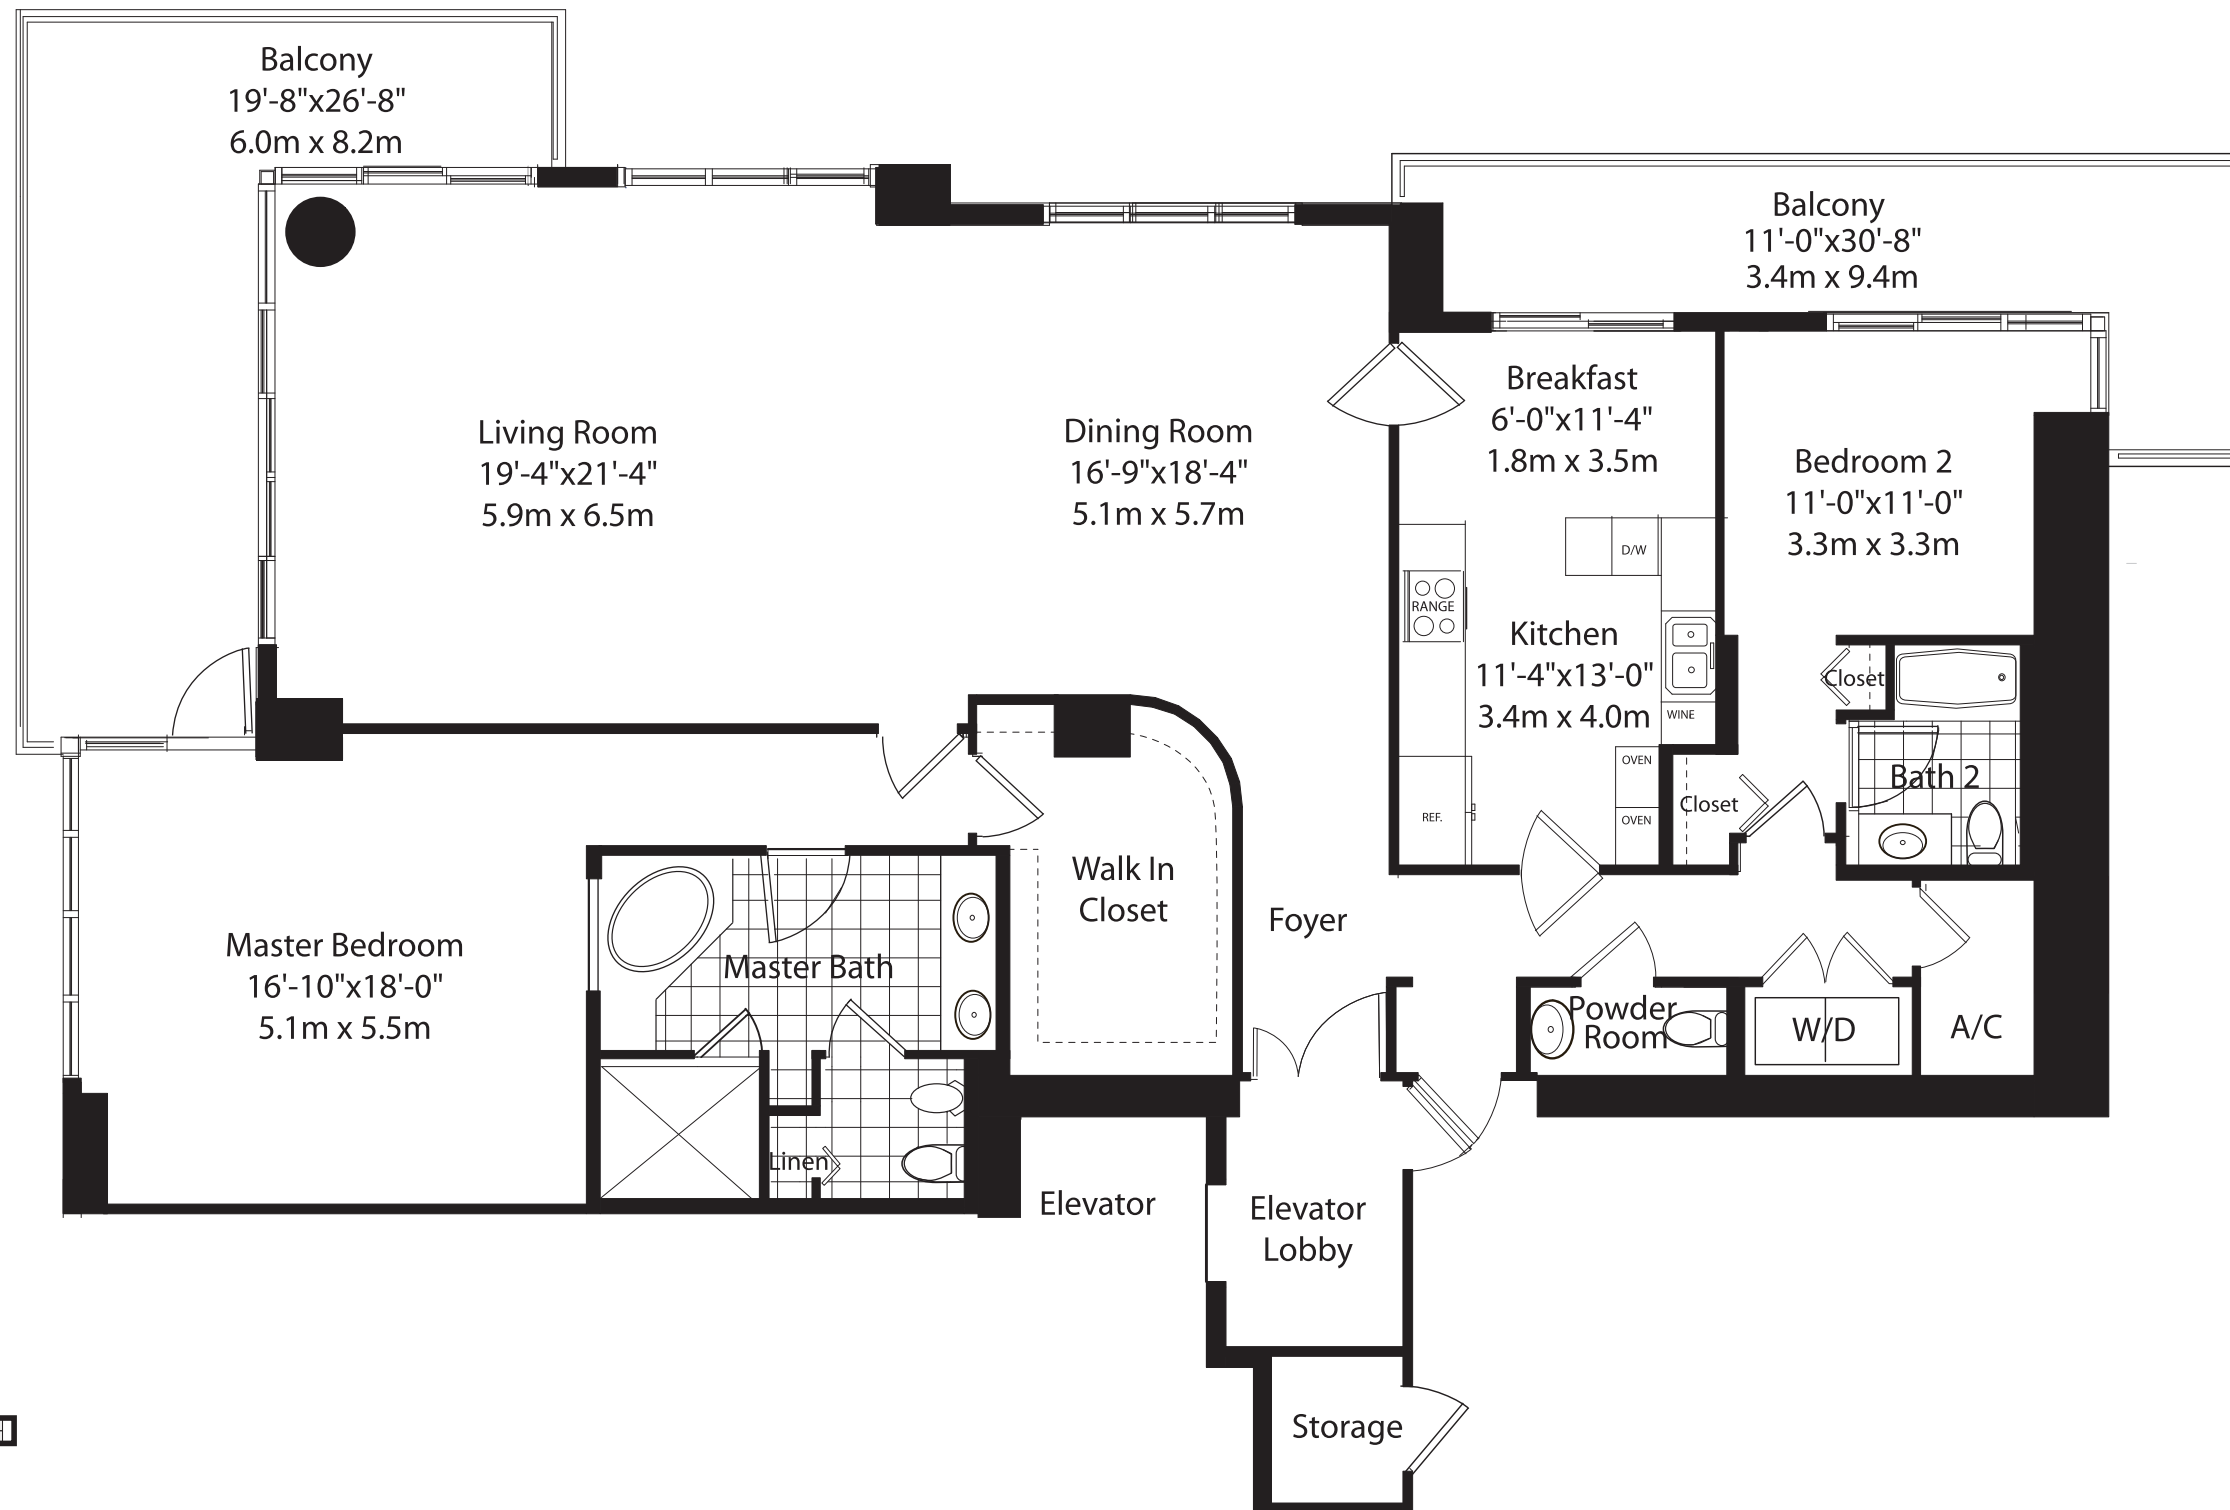 Balcony
19'-8"x26'-8"
6.0m x 8.2m
Balcony
11'-0"x30'-8"
3.4m x 9.4m
Living Room
19'-4"x21'-4"
5.9m x 6.5m
Dining Room
16'-9"x18'-4"
5.1m x 5.7m
Breakfast
6'-0"x11'-4"
1.8m x 3.5m
Bedroom 2
11'-0"x11'-0"
3.3m x 3.3m
D/W
RANGE
Kitchen
11'-4"x13'-0"
3.4m x 4.0m
WINE
OVEN
OVEN
REF.
Closet
Closet
Bath 2
Walk In
Closet
Foyer
Master Bedroom
16'-10"x18'-0"
5.1m x 5.5m
Master Bath
Linen
Powder
Room
W/D
A/C
Elevator
Elevator
Lobby
Storage